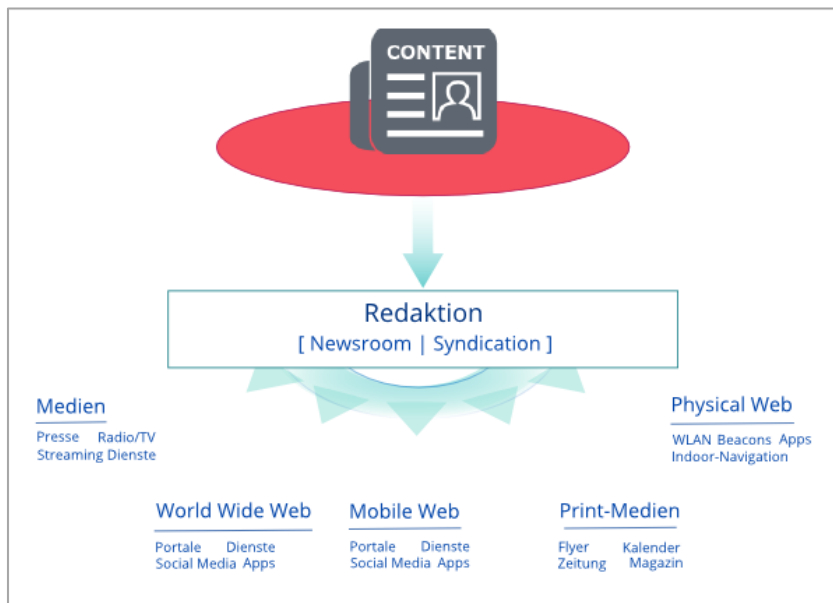 CONTENT
Redaktion
[ Newsroom | Syndication ]
Medien
Presse Radio/TV
Streaming Dienste
Physical Web
WLAN Beacons Apps
Indoor-Navigation
World Wide Web
Portale Dienste
Social Media Apps
Mobile Web
Portale Dienste
Social Media Apps
Print-Medien
Flyer Kalender
Zeitung Magazin